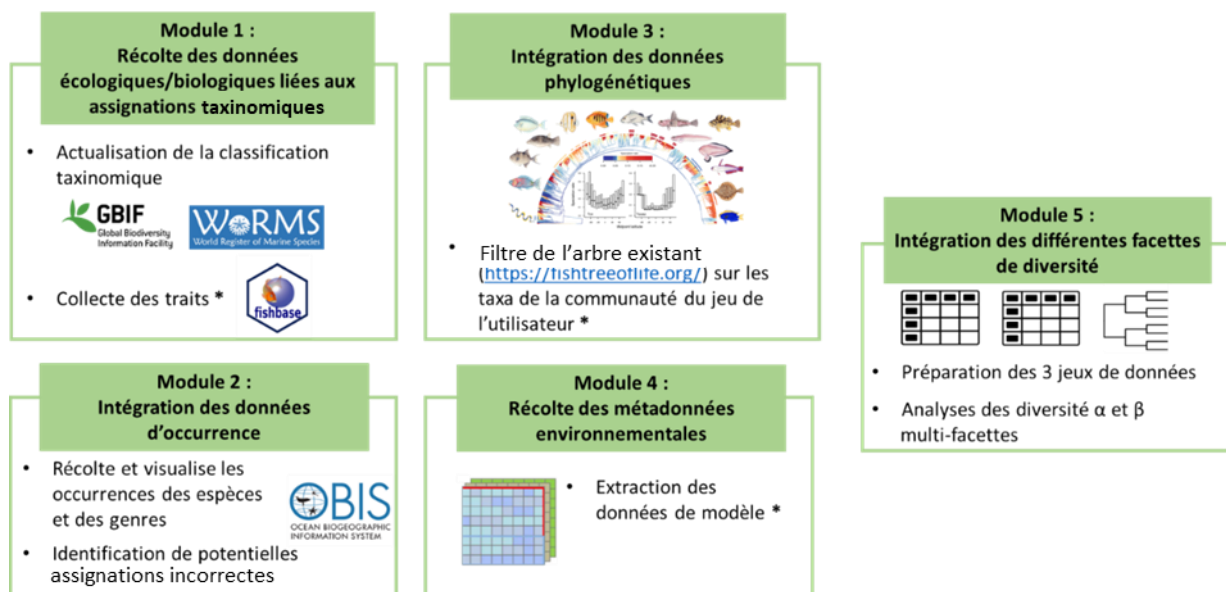 Module 1 :
Récolte des données
écologiques/biologiques liées aux
assignations taxinomiques
• Actualisation de la classification
taxinomique
GBIF
Global Biodiversity
Information Facility
WoRMS
World Register of Marine Species
• Collecte des traits *
fishbase
Module 2 :
Intégration des données
d'occurrence
• Récolte et visualise les
occurrences des espèces
et des genres
OBIS
OCEAN BIOGEOGRAPHIC
INFORMATION SYSTEM
• Identification de potentielles
assignations incorrectes
Module 3 :
Intégration des données
phylogénétiques
• Filtre de l'arbre existant
(https://fishtreeoflife.org/) sur les
taxa de la communauté du jeu de
l'utilisateur *
Module 4 :
Récolte des métadonnées
environnementales
• Extraction des
données de modèle *
Module 5 :
Intégration des différentes facettes
de diversité
• Préparation des 3 jeux de données
• Analyses des diversité α et β
multi-facettes